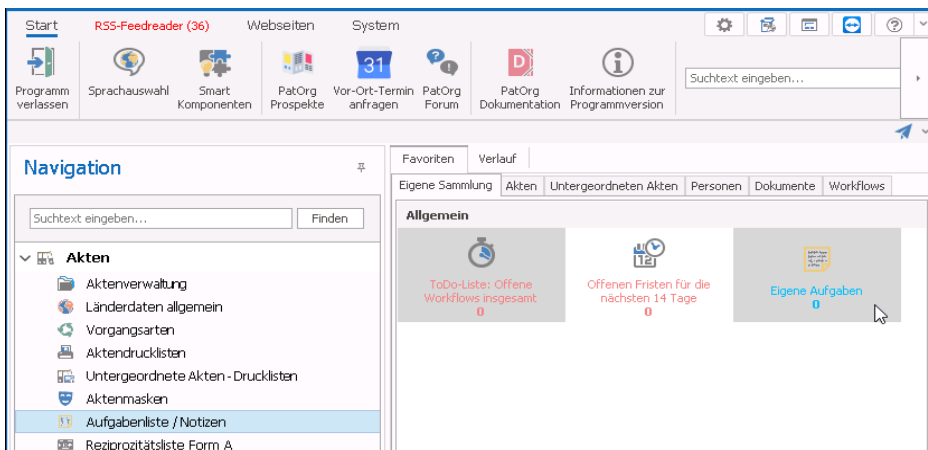 Start RSS-Feedreader (36) Webseiten System
31
Programm verlassen
Sprachauswahl
Smart Komponenten
PatOrg Prospekte
Vor-Ort-Termin anfragen
PatOrg Forum
PatOrg Dokumentation
Informationen zur Programmversion
Suchtext eingeben...
Navigation
Suchtext eingeben... Finden
Akten
Aktenverwaltung
Länderdaten allgemein
Vorgangsarten
Aktendrucklisten
Untergeordnete Akten - Drucklisten
Aktenmasken
Aufgabenliste / Notizen
Reziprozitätsliste Form A
Favoriten Verlauf
Eigene Sammlung Akten Untergeordneten Akten Personen Dokumente Workflows
Allgemein
ToDo-Liste: Offene
Workflows insgesamt
0
12
Offenen Fristen für die
nächsten 14 Tage
0
Eigene Aufgaben
0